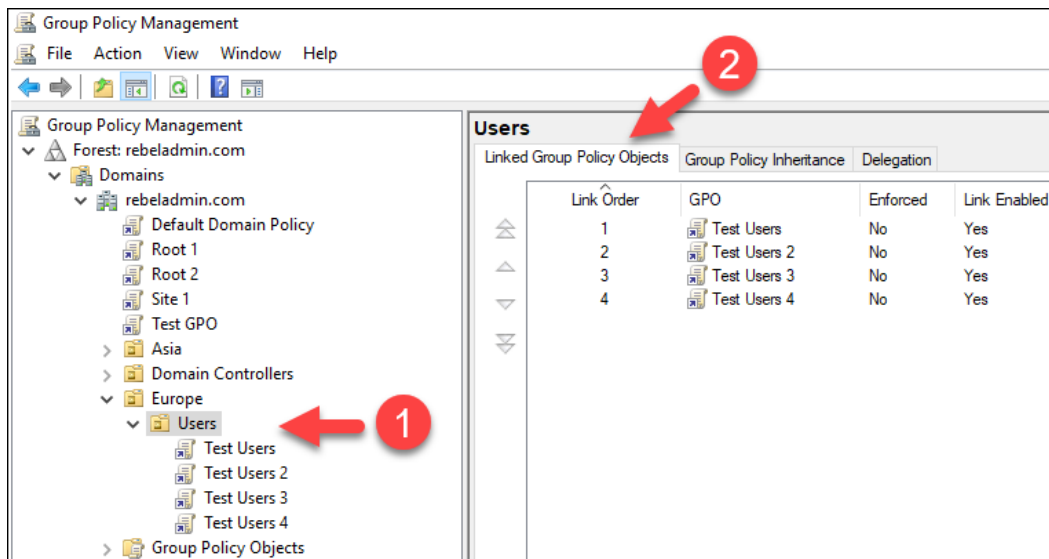 Group Policy Management
File Action View Window Help
Group Policy Management
Forest: rebeladmin.com
Domains
rebeladmin.com
Default Domain Policy
Root 1
Root 2
Site 1
Test GPO
Asia
Domain Controllers
Europe
Users
Test Users
Test Users 2
Test Users 3
Test Users 4
Group Policy Objects
1
2
Users
Linked Group Policy Objects Group Policy Inheritance Delegation
Link Order GPO Enforced Link Enabled
1 Test Users No Yes
2 Test Users 2 No Yes
3 Test Users 3 No Yes
4 Test Users 4 No Yes